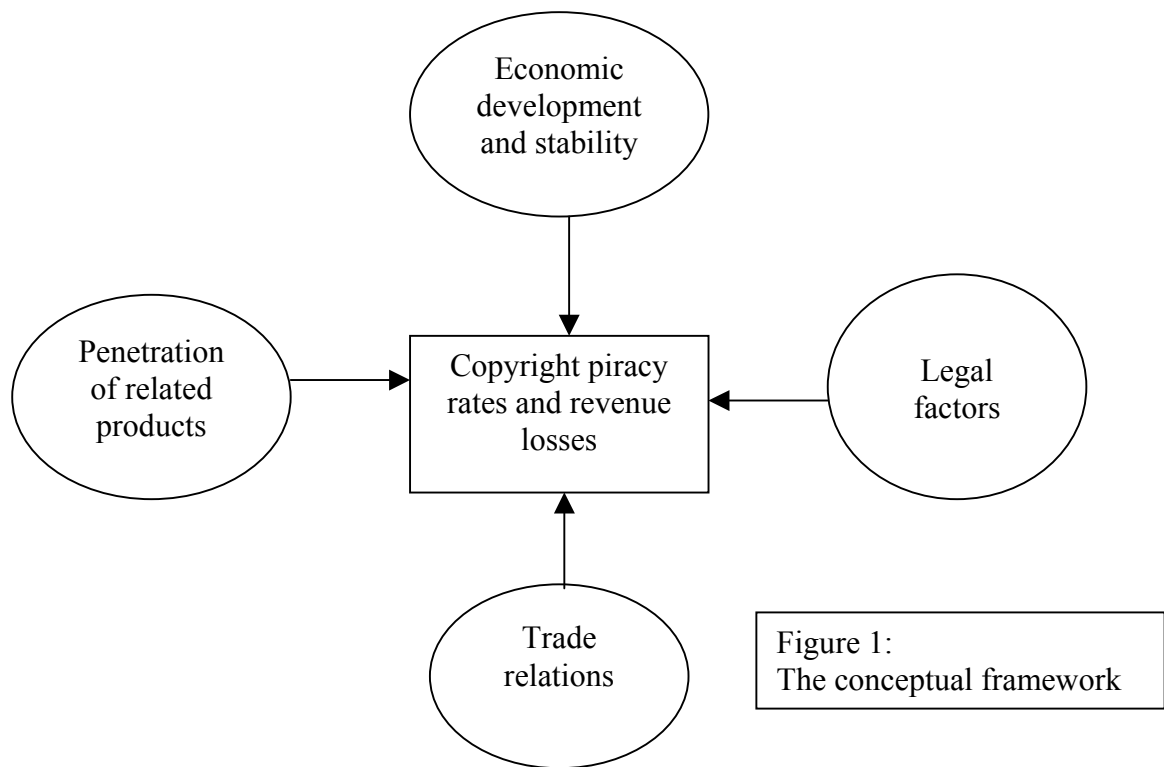 Economic
development
and stability
Penetration
of related
products
Copyright piracy
rates and revenue
losses
Legal
factors
Trade
relations
Figure 1:
The conceptual framework